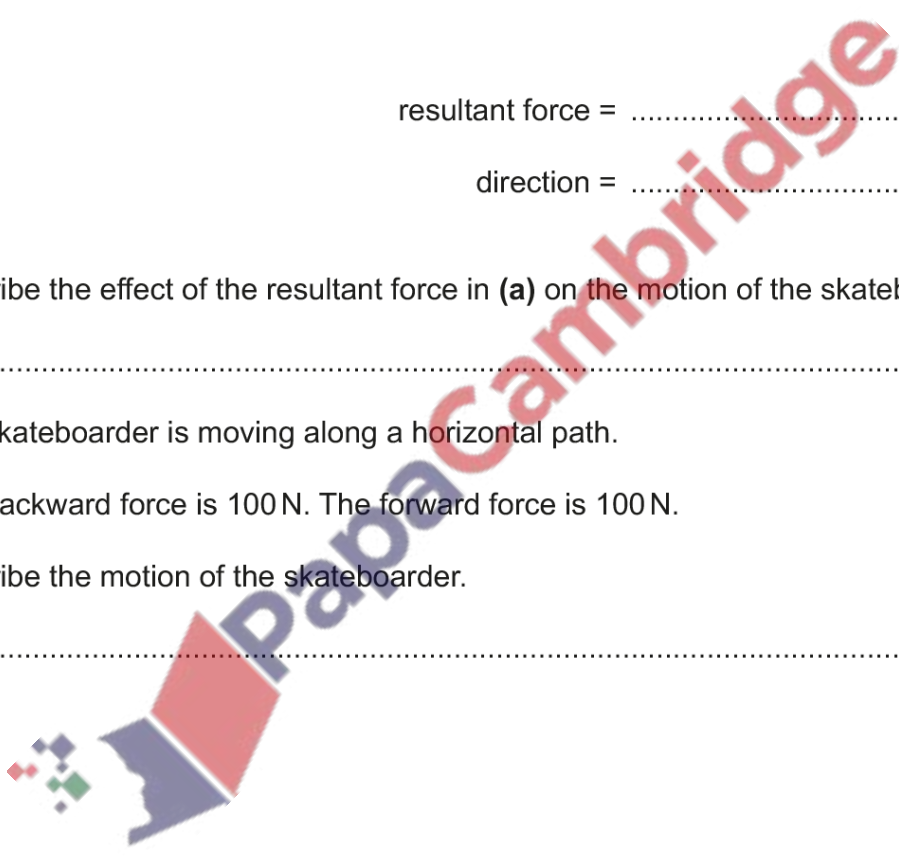 resultant force = ....................................
direction = ....................................
ibe the effect of the resultant force in (a) on the motion of the skateb
....................................................................................................................
kateboarder is moving along a horizontal path.
ackward force is 100 N. The forward force is 100 N.
ibe the motion of the skateboarder.
....................................................................................................................
PapaCambridge